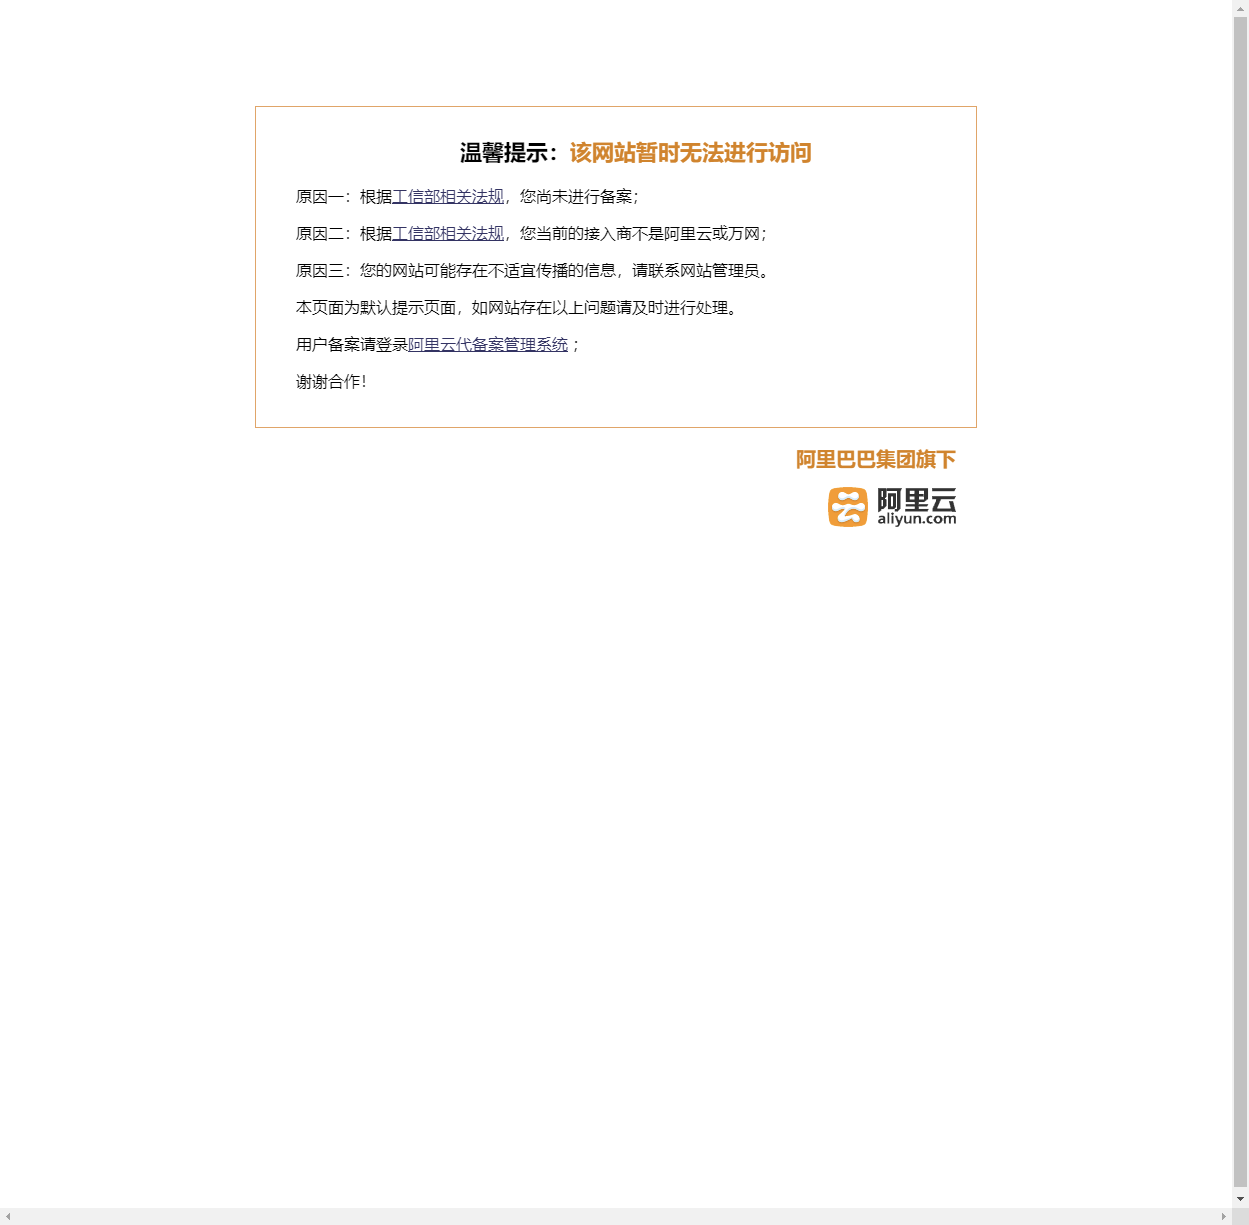 温馨提示：该网站暂时无法进行访问
原因一：根据工信部相关法规，您尚未进行备案；
原因二：根据工信部相关法规，您当前的接入商不是阿里云或万网；
原因三：您的网站可能存在不适宜传播的信息，请联系网站管理员。
本页面为默认提示页面，如网站存在以上问题请及时进行处理。
用户备案请登录阿里云代备案管理系统 ；
谢谢合作！
阿里巴巴集团旗下
阿里云
aliyun.com